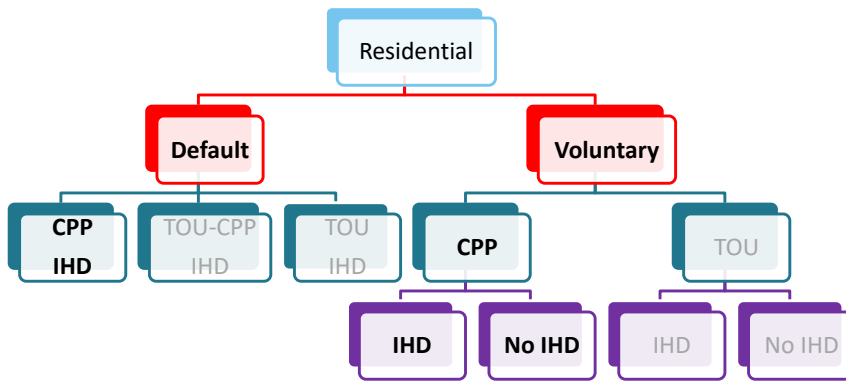 Residential
Default
Voluntary
CPP
IHD
TOU-CPP
IHD
TOU
IHD
CPP
TOU
IHD
No IHD
IHD
No IHD